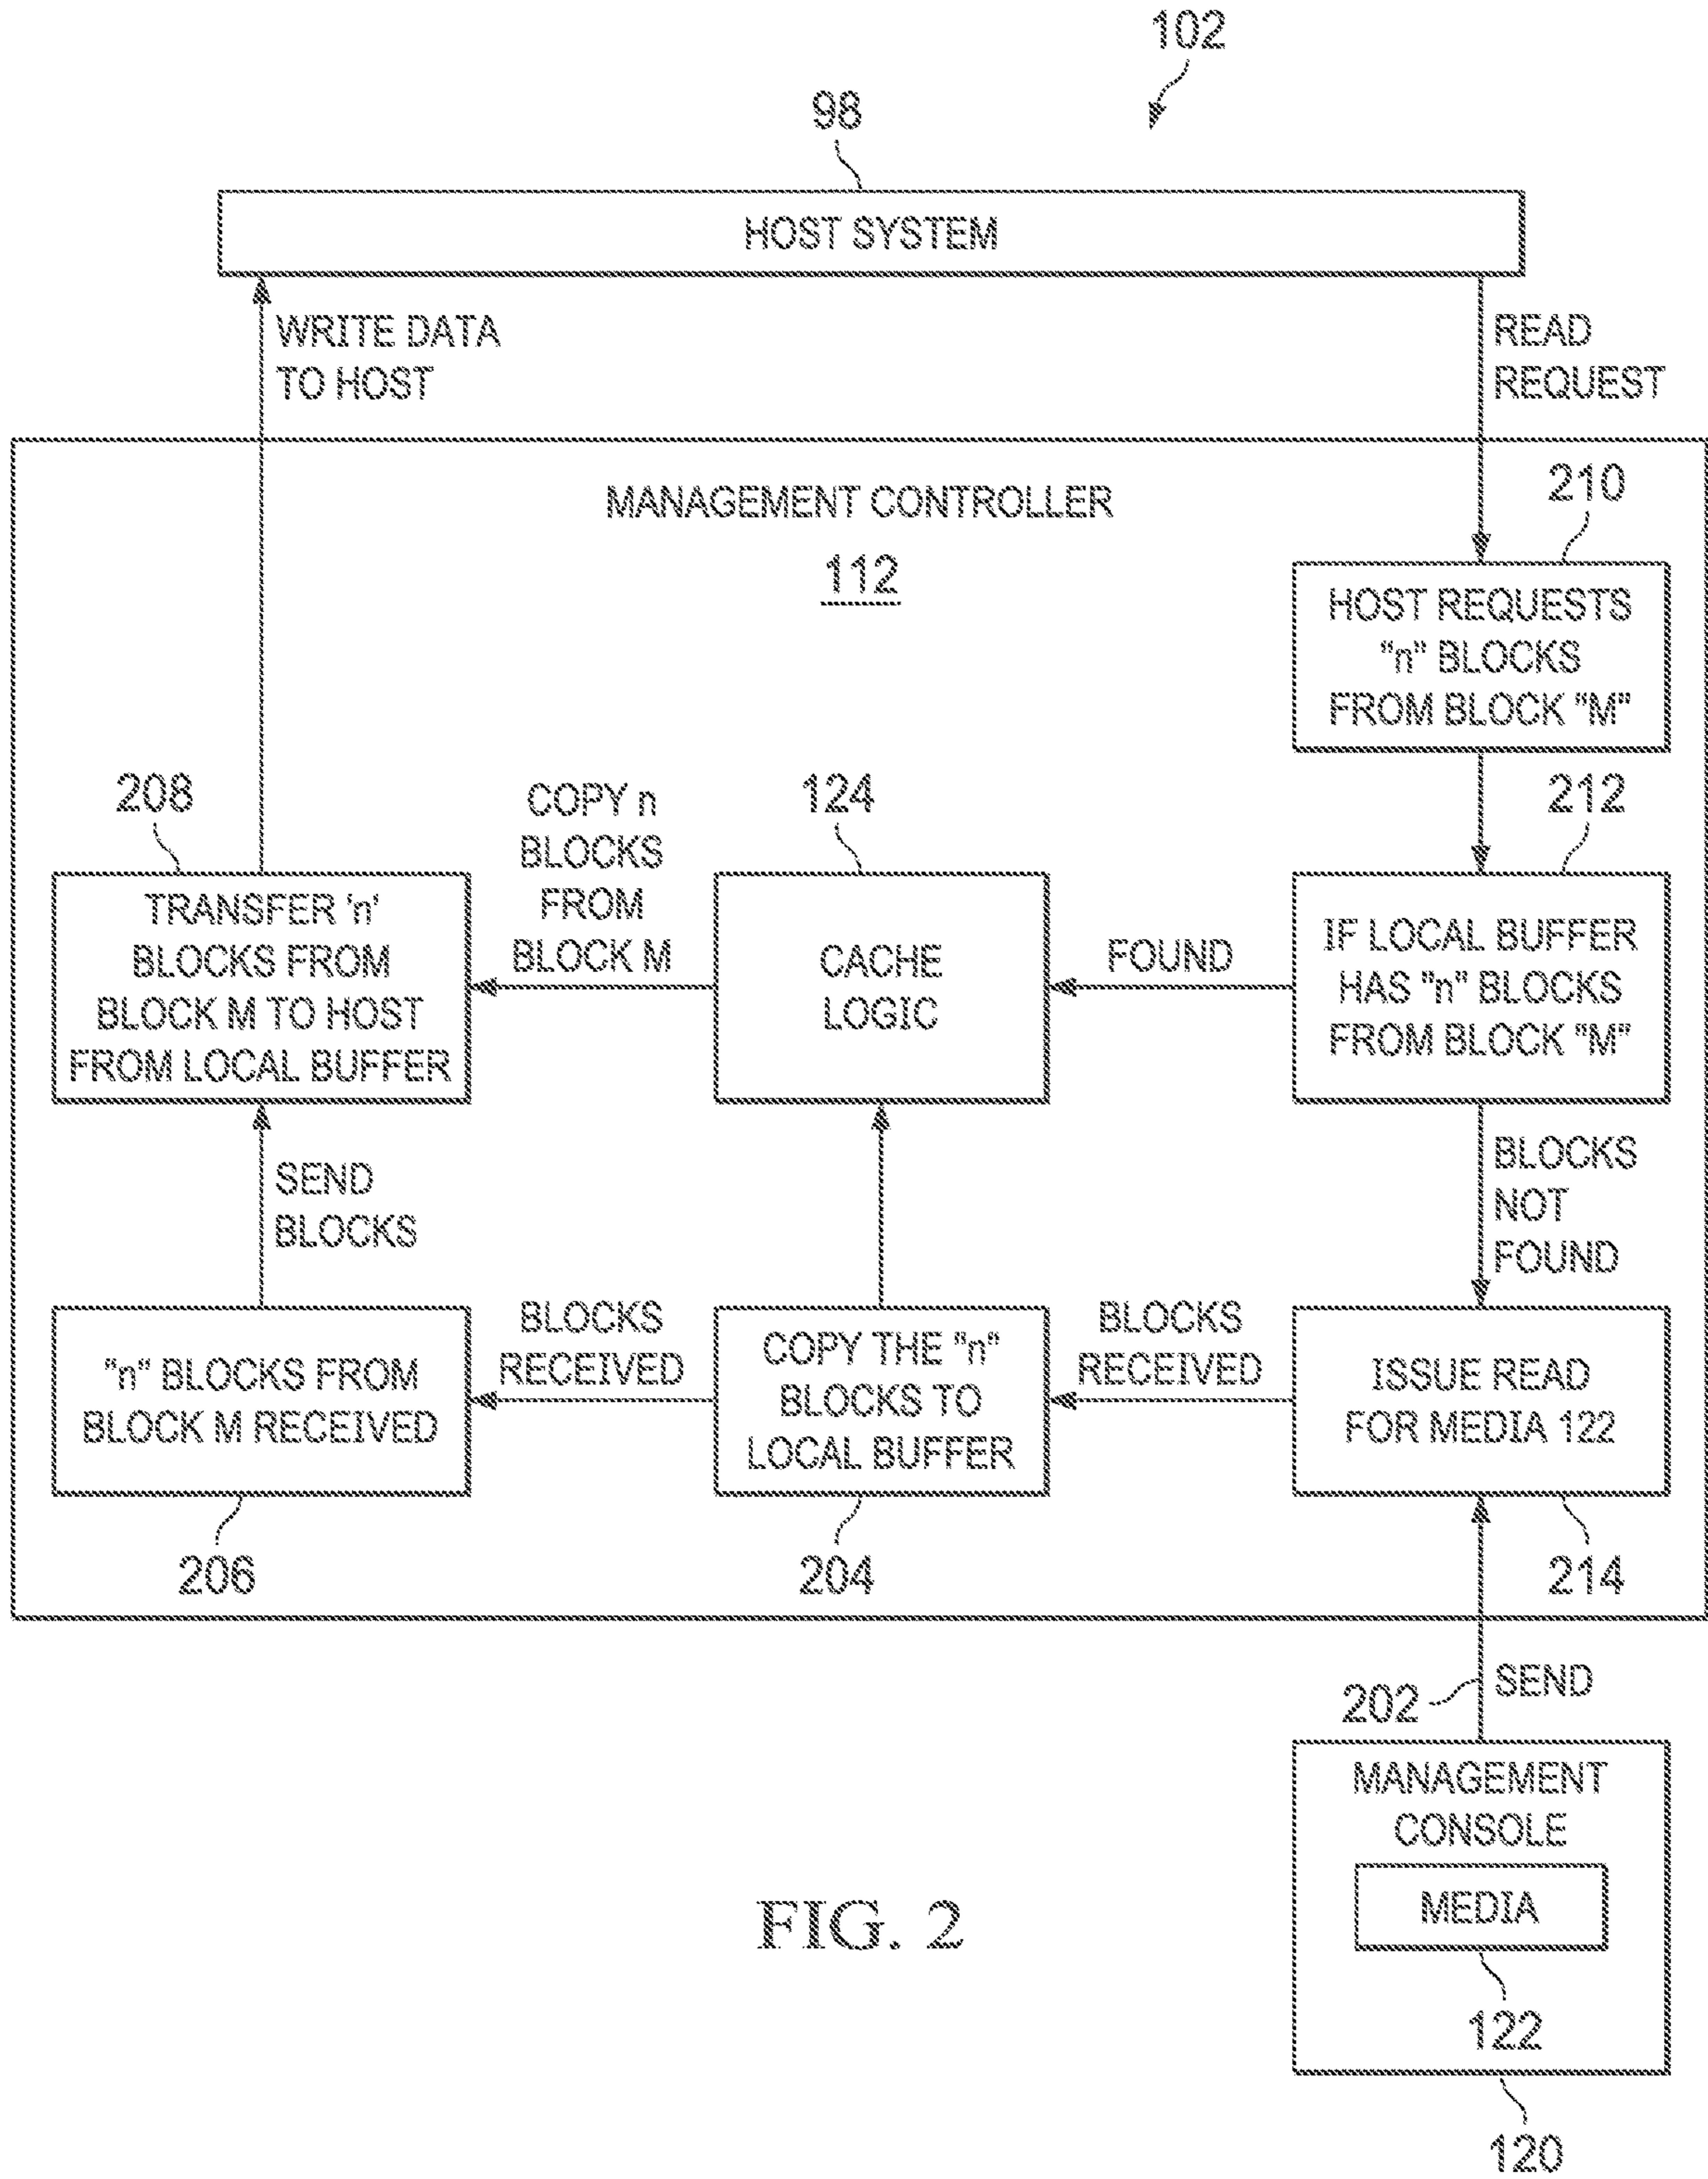 102
98
HOST SYSTEM
WRITE DATA
TO HOST
READ
REQUEST
MANAGEMENT CONTROLLER
112
210
HOST REQUESTS
"n" BLOCKS
FROM BLOCK "M"
208
COPY n
BLOCKS
FROM
BLOCK M
124
212
TRANSFER 'n'
BLOCKS FROM
BLOCK M TO HOST
FROM LOCAL BUFFER
CACHE
LOGIC
FOUND
IF LOCAL BUFFER
HAS "n" BLOCKS
FROM BLOCK "M"
SEND
BLOCKS
BLOCKS
NOT
FOUND
"n" BLOCKS FROM
BLOCK M RECEIVED
BLOCKS
RECEIVED
COPY THE "n"
BLOCKS TO
LOCAL BUFFER
BLOCKS
RECEIVED
ISSUE READ
FOR MEDIA 122
206
204
214
202
SEND
MANAGEMENT
CONSOLE
MEDIA
122
120
FIG. 2